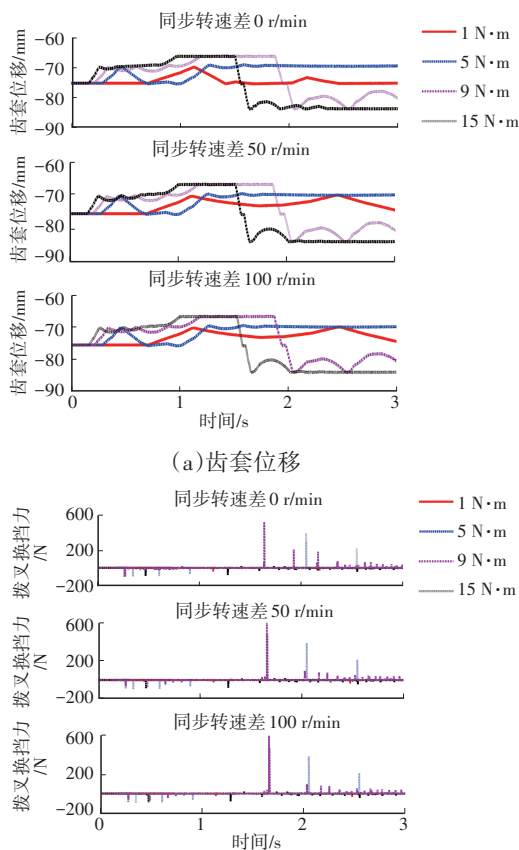 同步转速差 0 r/min
齿套位移/mm
−60
−70
−80
−90
1 N·m
5 N·m
9 N·m
15 N·m
同步转速差 50 r/min
齿套位移/mm
−60
−70
−80
−90
同步转速差 100 r/min
齿套位移/mm
−60
−70
−80
−90
0
1
2
3
时间/s
(a)齿套位移
同步转速差 0 r/min
拨叉换挡力
/N
600
200
−200
1 N·m
5 N·m
9 N·m
15 N·m
同步转速差 50 r/min
拨叉换挡力
/N
600
200
−200
同步转速差 100 r/min
拨叉换挡力
/N
600
200
−200
0
1
2
3
时间/s